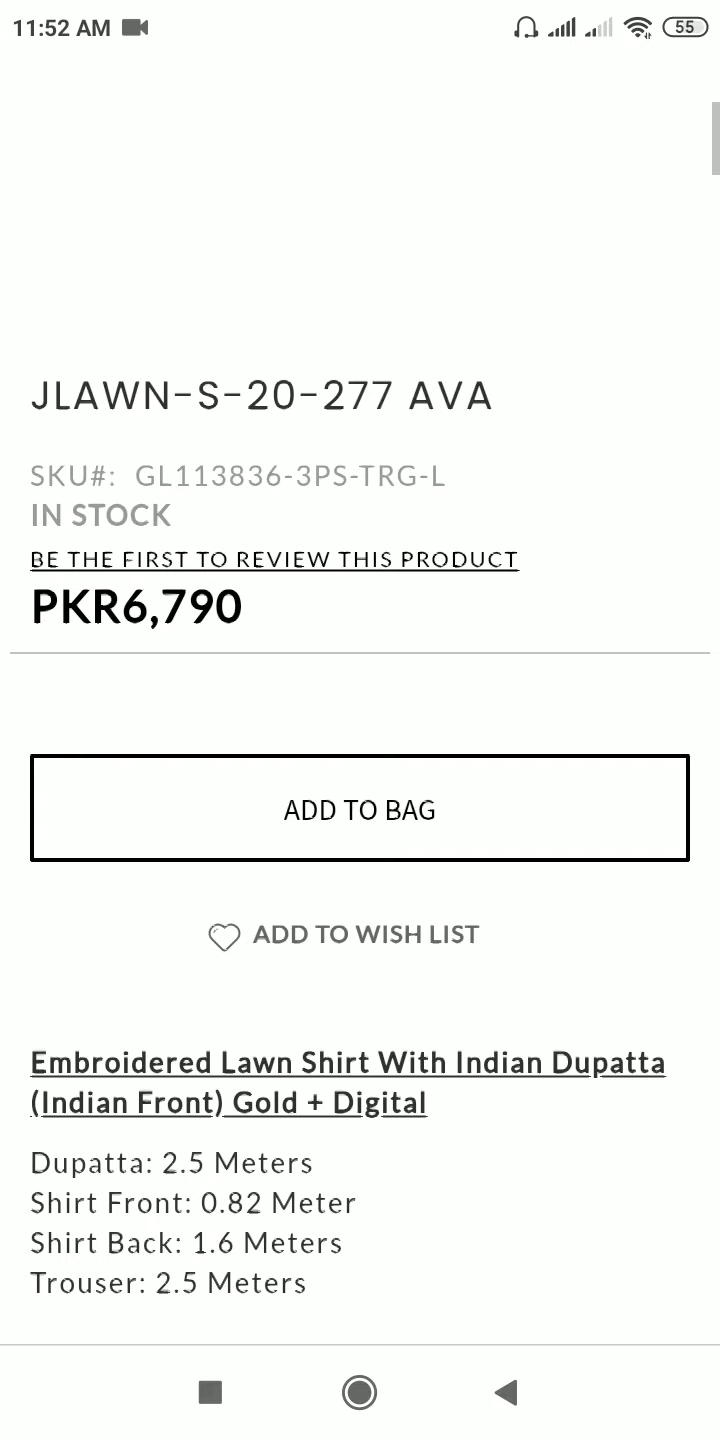 11:52 AM
55
JLAWN-S-20-277 AVA
SKU#: GL113836-3PS-TRG-L
IN STOCK
BE THE FIRST TO REVIEW THIS PRODUCT
PKR6,790
ADD TO BAG
ADD TO WISH LIST
Embroidered Lawn Shirt With Indian Dupatta
(Indian Front) Gold + Digital
Dupatta: 2.5 Meters
Shirt Front: 0.82 Meter
Shirt Back: 1.6 Meters
Trouser: 2.5 Meters